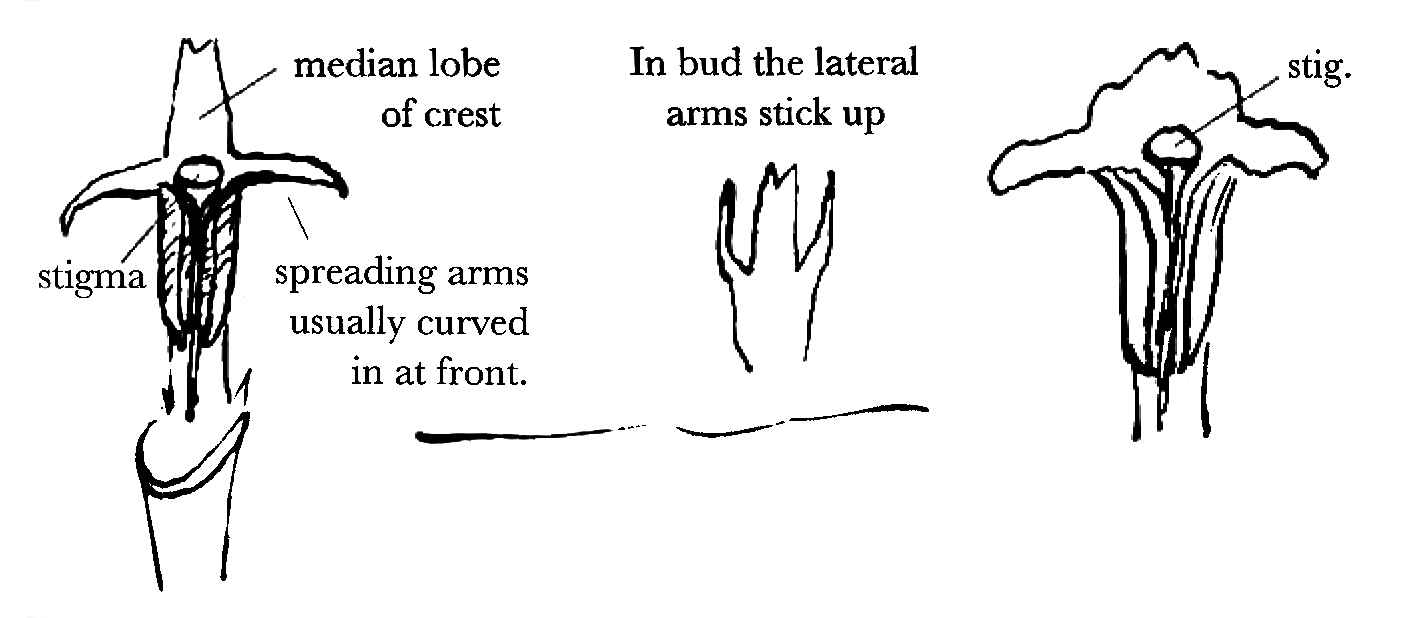 median lobe
of crest
stigma
spreading arms
usually curved
in at front.
In bud the lateral
arms stick up
stig.